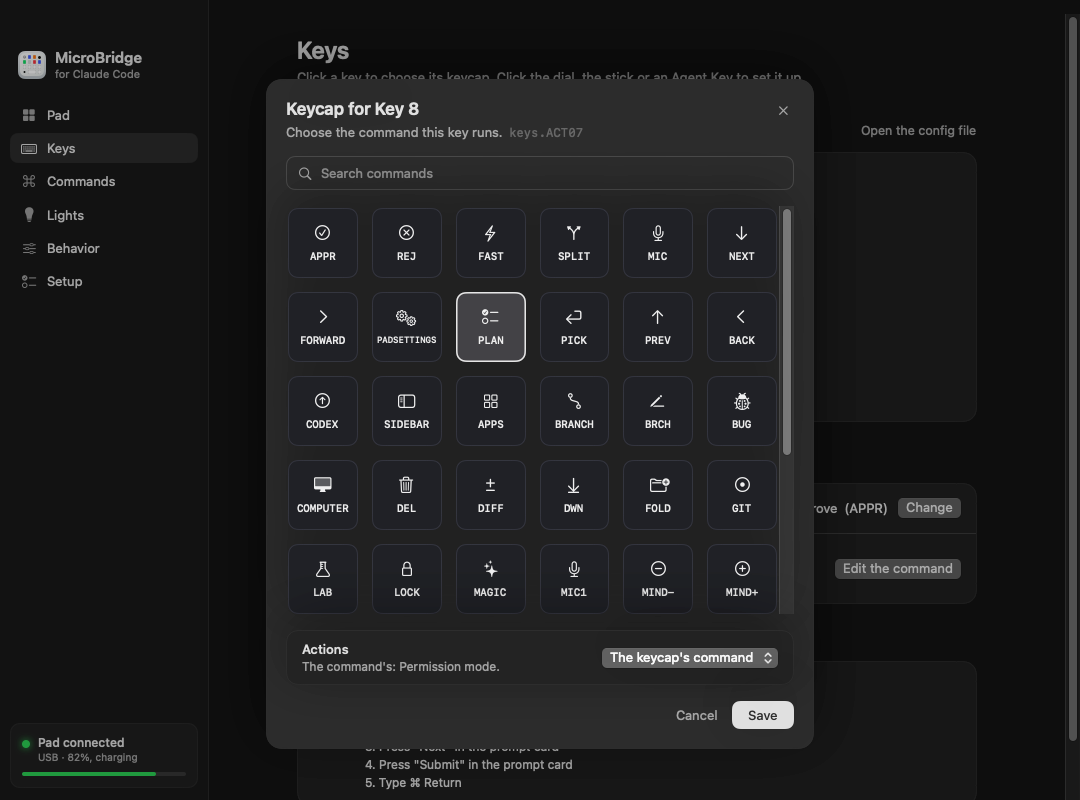 MicroBridge
for Claude Code
Pad
Keys
Commands
Lights
Behavior
Setup
Pad connected
USB · 82%, charging
Keys
Click a key to choose its keycap. Click the dial, the stick or an Agent Key to set it up.
Open the config file
Keycap for Key 8
Choose the command this key runs. keys.ACT07
Search commands
APPR REJ FAST SPLIT MIC NEXT
FORWARD PADSETTINGS PLAN PICK PREV BACK
CODEX SIDEBAR APPS BRANCH BRCH BUG
COMPUTER DEL DIFF DWN FOLD GIT
LAB LOCK MAGIC MIC1 MIND− MIND+
rove (APPR) Change
Edit the command
Actions
The command's: Permission mode.
The keycap's command
Cancel Save
3. Press "Next" in the prompt card
4. Press "Submit" in the prompt card
5. Type ⌘ Return